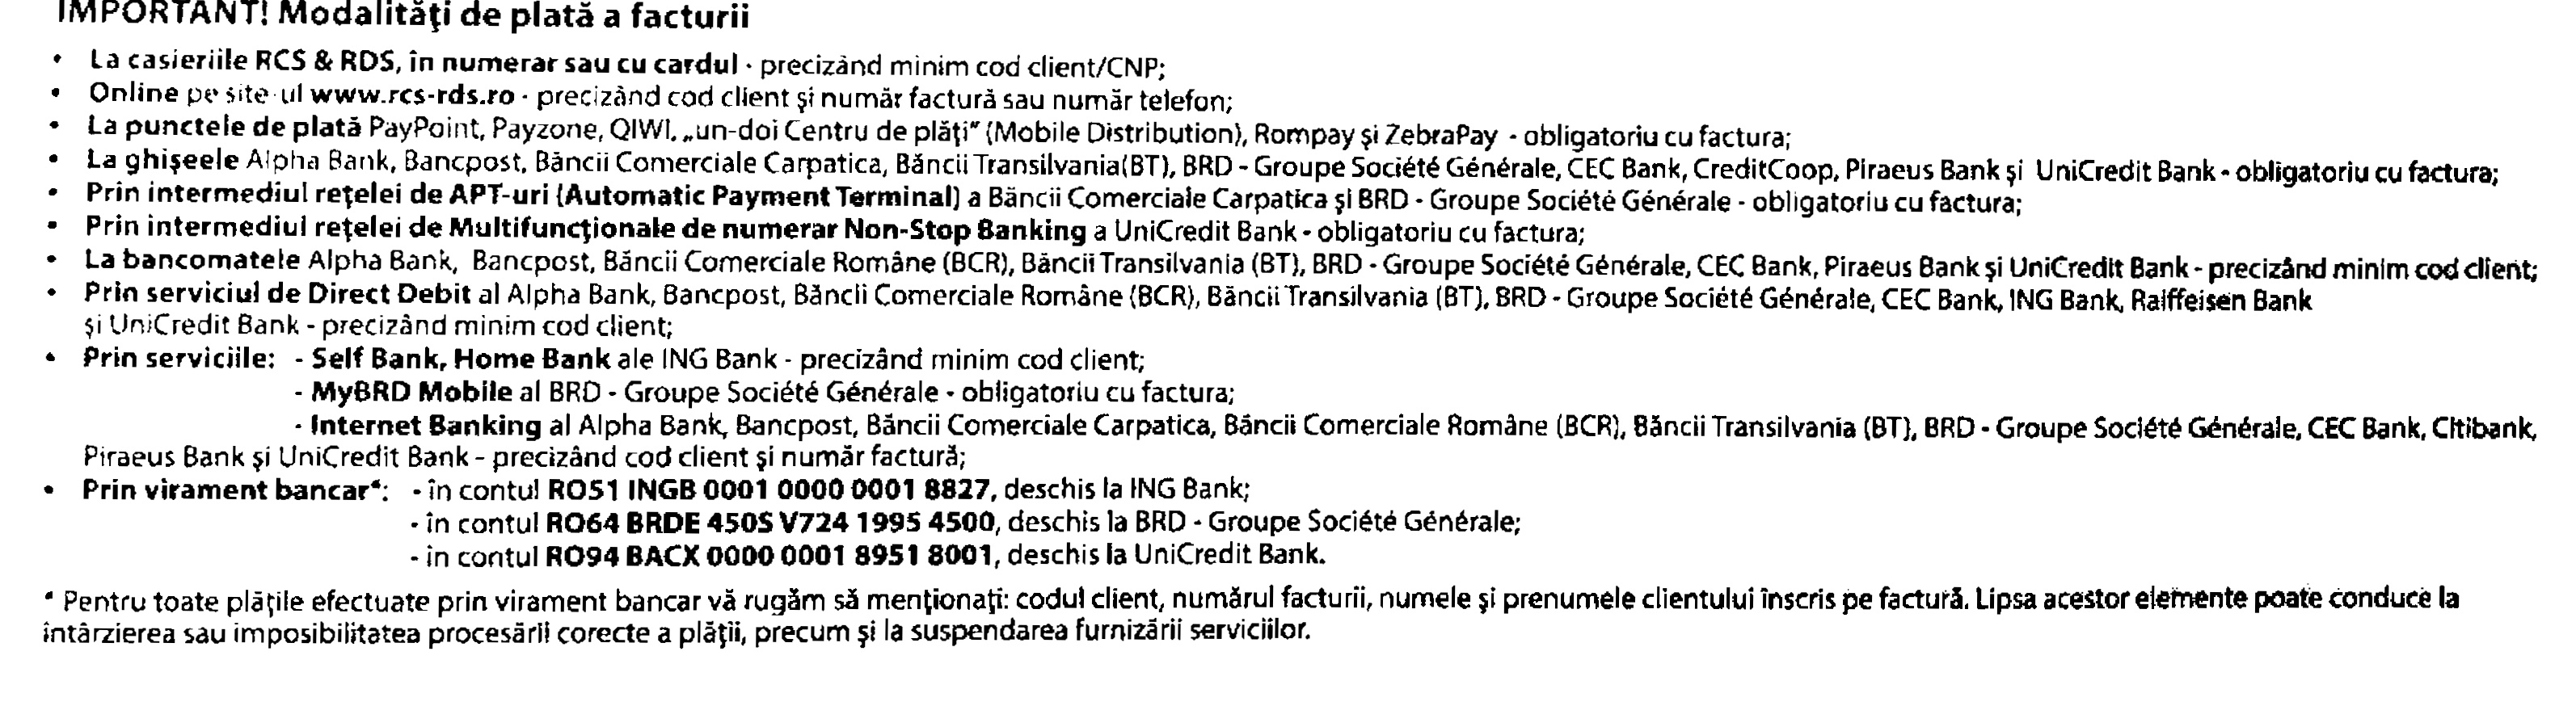 IMPORTANT! Modalităţi de plată a facturii
• La casieriile RCS & RDS, în numerar sau cu cardul - precizând minim cod client/CNP;
• Online pe site-ul www.rcs-rds.ro - precizând cod client şi număr factură sau număr telefon;
• La punctele de plată PayPoint, Payzone, QIWI, „un-doi Centru de plăţi” (Mobile Distribution), Rompay şi ZebraPay - obligatoriu cu factura;
• La ghişeele Alpha Bank, Bancpost, Băncii Comerciale Carpatica, Băncii Transilvania(BT), BRD - Groupe Société Générale, CEC Bank, CreditCoop, Piraeus Bank şi UniCredit Bank - obligatoriu cu factura;
• Prin intermediul reţelei de APT-uri (Automatic Payment Terminal) a Băncii Comerciale Carpatica şi BRD - Groupe Société Générale - obligatoriu cu factura;
• Prin intermediul reţelei de Multifuncţionale de numerar Non-Stop Banking a UniCredit Bank - obligatoriu cu factura;
• La bancomatele Alpha Bank, Bancpost, Băncii Comerciale Române (BCR), Băncii Transilvania (BT), BRD - Groupe Société Générale, CEC Bank, Piraeus Bank şi UniCredit Bank - precizând minim cod client;
• Prin serviciul de Direct Debit al Alpha Bank, Bancpost, Băncii Comerciale Române (BCR), Băncii Transilvania (BT), BRD - Groupe Société Générale, CEC Bank, ING Bank, Raiffeisen Bank
şi UniCredit Bank - precizând minim cod client;
• Prin serviciile: - Self Bank, Home Bank ale ING Bank - precizând minim cod client;
- MyBRD Mobile al BRD - Groupe Société Générale - obligatoriu cu factura;
- Internet Banking al Alpha Bank, Bancpost, Băncii Comerciale Carpatica, Băncii Comerciale Române (BCR), Băncii Transilvania (BT), BRD - Groupe Société Générale, CEC Bank, Citibank,
Piraeus Bank şi UniCredit Bank - precizând cod client şi număr factură;
• Prin virament bancar*: - în contul RO51 INGB 0001 0000 0001 8827, deschis la ING Bank;
- în contul RO64 BRDE 450S V724 1995 4500, deschis la BRD - Groupe Société Générale;
- în contul RO94 BACX 0000 0001 8951 8001, deschis la UniCredit Bank.
* Pentru toate plăţile efectuate prin virament bancar vă rugăm să menţionaţi: codul client, numărul facturii, numele şi prenumele clientului înscris pe factură. Lipsa acestor elemente poate conduce la
întârzierea sau imposibilitatea procesării corecte a plăţii, precum şi la suspendarea furnizării serviciilor.